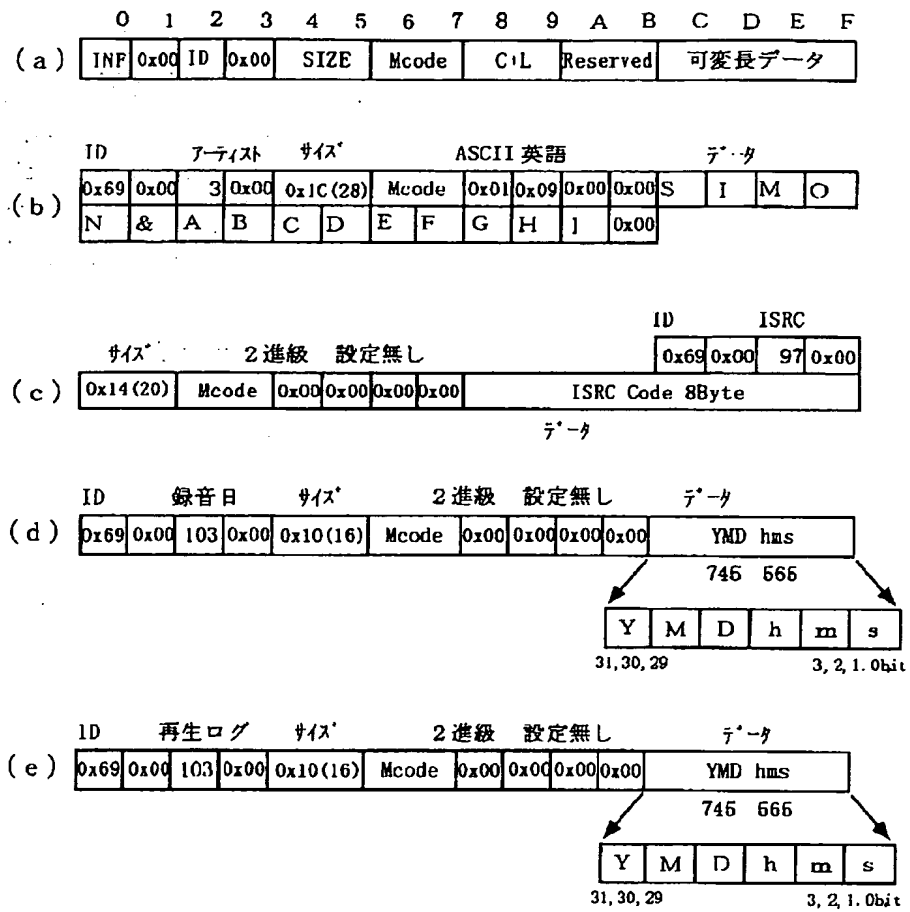 0 1 2 3 4 5 6 7 8 9 A B C D E F
(a) INF 0x00 ID 0x00 SIZE Mcode C+L Reserved 可変長データ
ID アーティスト サイズ ASCII 英語 データ
(b) 0x69 0x00 3 0x00 0x1C(28) Mcode 0x01 0x09 0x00 0x00 S I M O
N & A B C D E F G H I 0x00
ID ISRC
サイズ 2進級 設定無し 0x69 0x00 97 0x00
(c) 0x14(20) Mcode 0x00 0x00 0x00 0x00 ISRC Code 8Byte
データ
ID 録音日 サイズ 2進級 設定無し データ
(d) 0x69 0x00 103 0x00 0x10(16) Mcode 0x00 0x00 0x00 0x00 YMD hms
745 565
Y M D h m s
31,30,29 3,2,1.0bit
ID 再生ログ サイズ 2進級 設定無し データ
(e) 0x69 0x00 103 0x00 0x10(16) Mcode 0x00 0x00 0x00 0x00 YMD hms
745 565
Y M D h m s
31,30,29 3,2,1.0bit